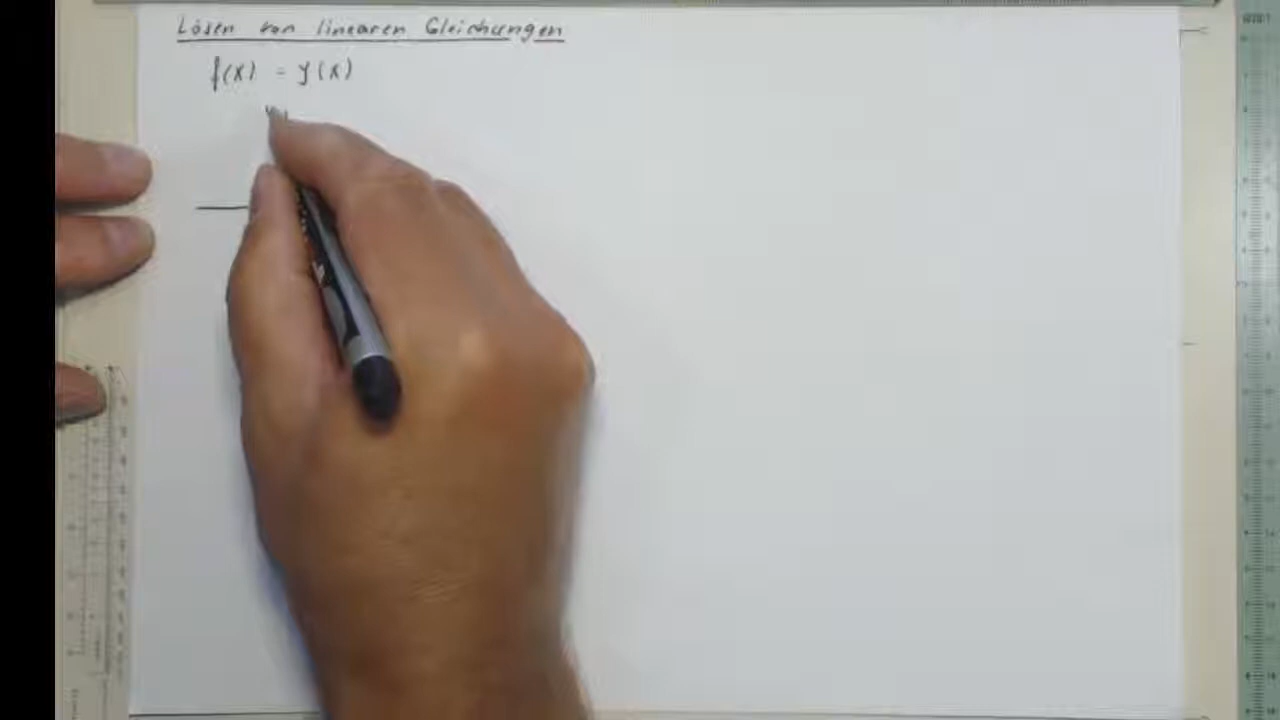 Lösen von linearen Gleichungen
f(x) = g(x)